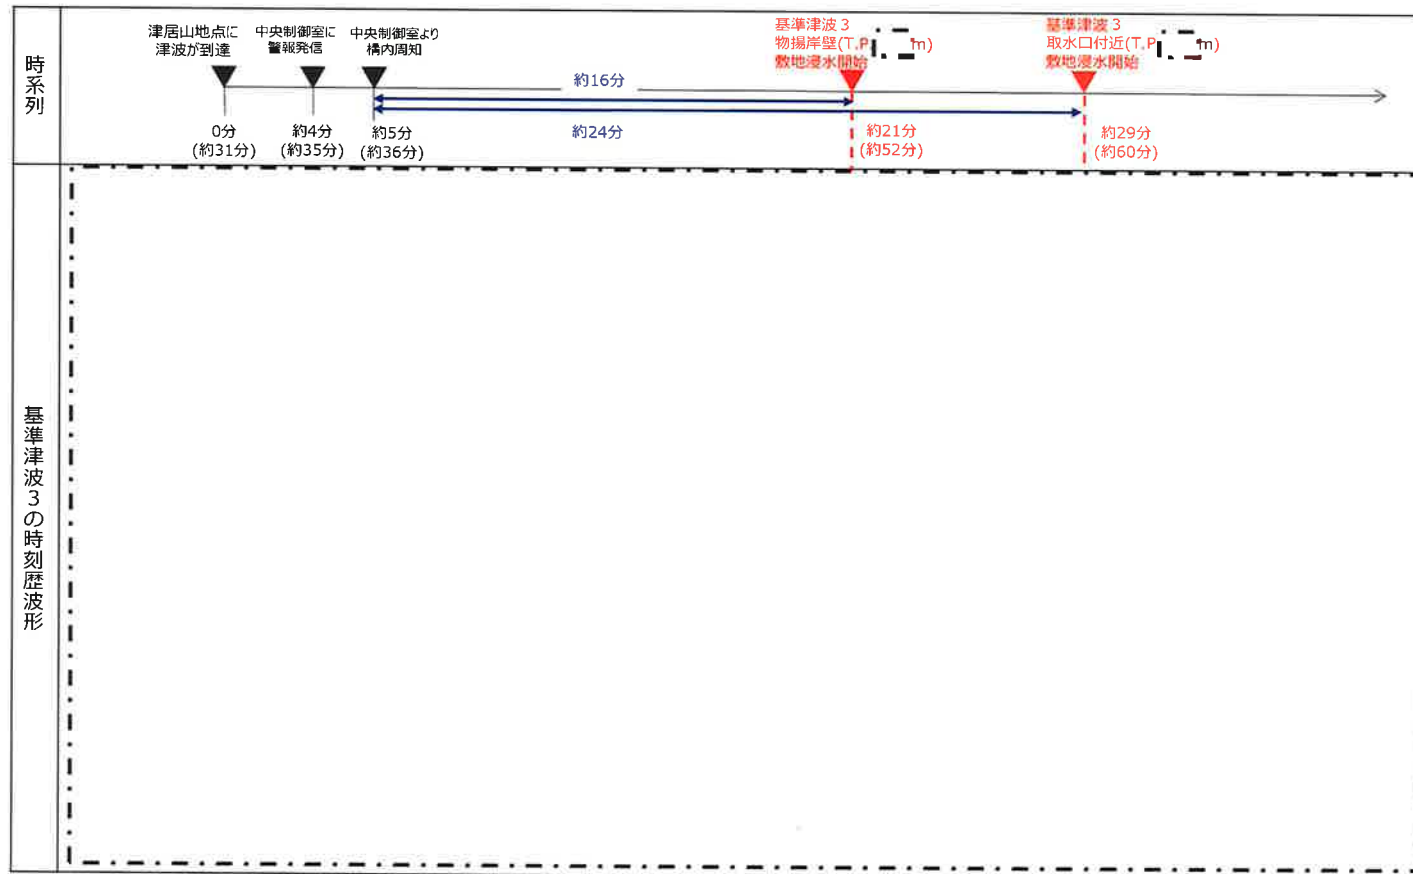 時系列
津居山地点に
津波が到達
中央制御室に
警報発信
中央制御室より
構内周知
基準津波３
物揚岸壁(T.P m)
敷地浸水開始
基準津波３
取水口付近(T.P m)
敷地浸水開始
約16分
約24分
0分
(約31分)
約4分
(約35分)
約5分
(約36分)
約21分
(約52分)
約29分
(約60分)
基準津波３の時刻歴波形